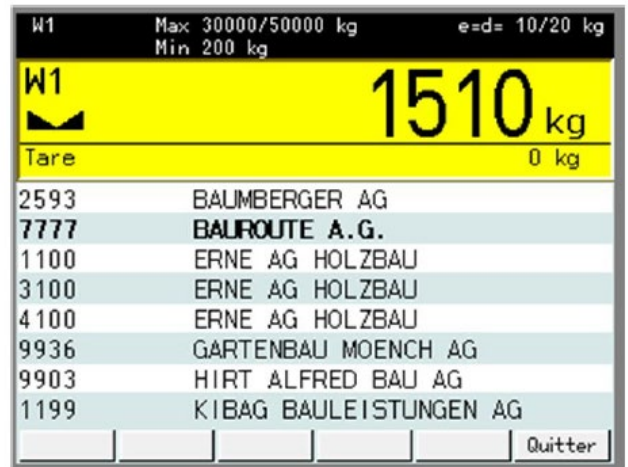 W1 Max 30000/50000 kg e=d= 10/20 kg
Min 200 kg
W1
1510 kg
Tare 0 kg
2593 BAUMBERGER AG
7777 BAUROUTE A.G.
1100 ERNE AG HOLZBAU
3100 ERNE AG HOLZBAU
4100 ERNE AG HOLZBAU
9936 GARTENBAU MOENCH AG
9903 HIRT ALFRED BAU AG
1199 KIBAG BAULEISTUNGEN AG
Quitter